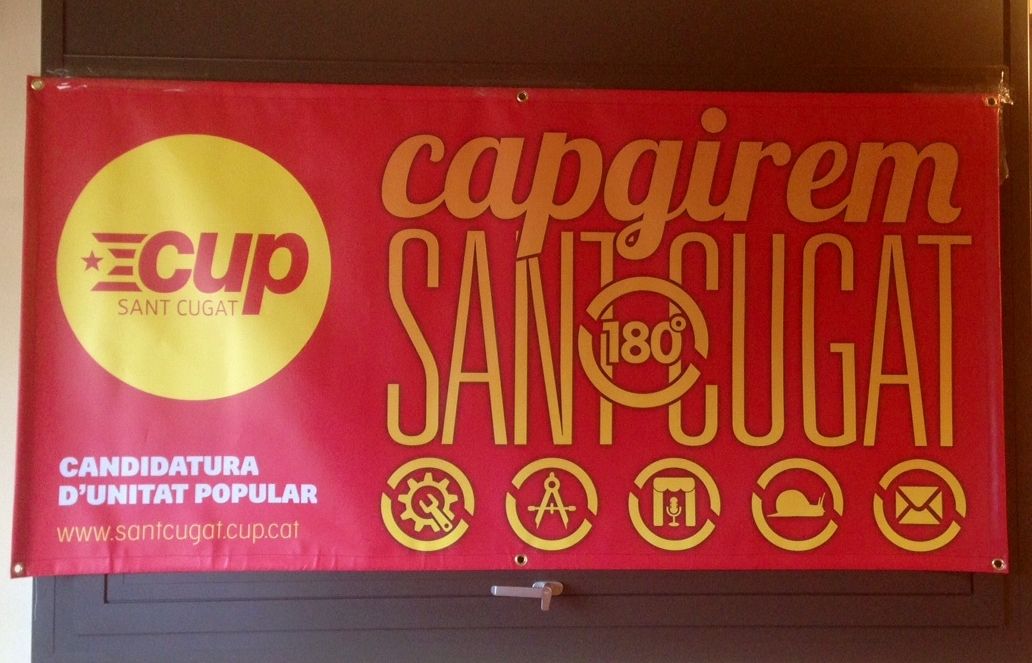 cup
SANT CUGAT
CANDIDATURA
D'UNITAT POPULAR
www.santcugat.cup.cat
capgirem
SANT CUGAT
180°